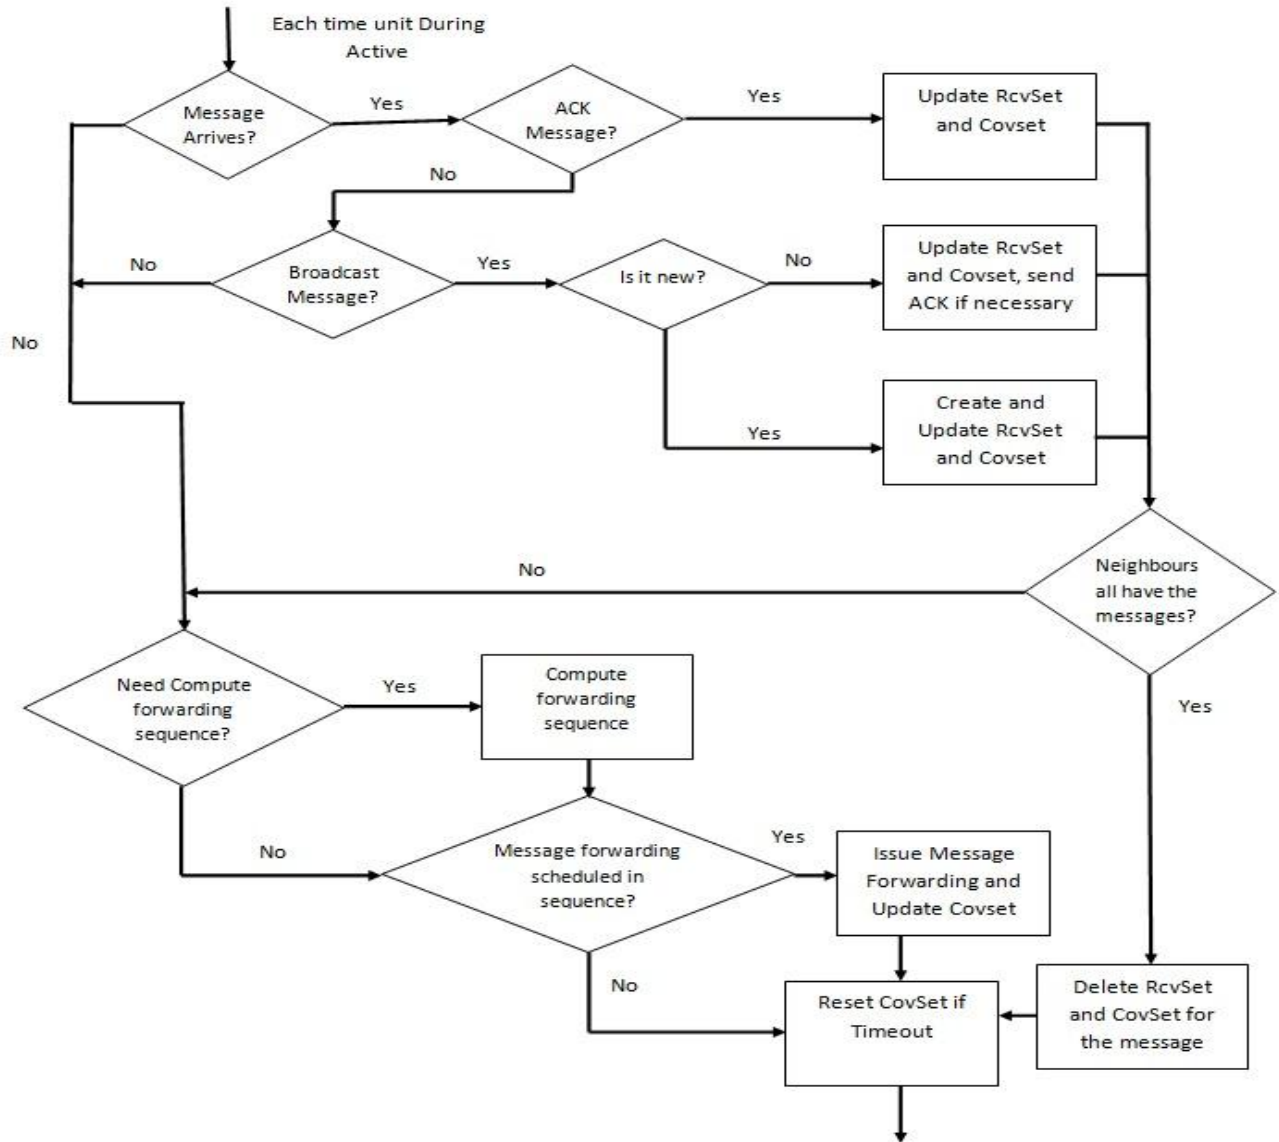 Each time unit During
Active
Message
Arrives?
Yes
ACK
Message?
Yes
Update RcvSet
and Covset
No
No
Broadcast
Message?
Yes
Is it new?
No
Update RcvSet
and Covset, send
ACK if necessary
No
Yes
Create and
Update RcvSet
and Covset
Neighbours
all have the
messages?
No
Need Compute
forwarding
sequence?
Yes
Compute
forwarding
sequence
Yes
No
Message forwarding
scheduled in
sequence?
Yes
Issue Message
Forwarding and
Update Covset
No
Reset CovSet if
Timeout
Delete RcvSet
and CovSet for
the message